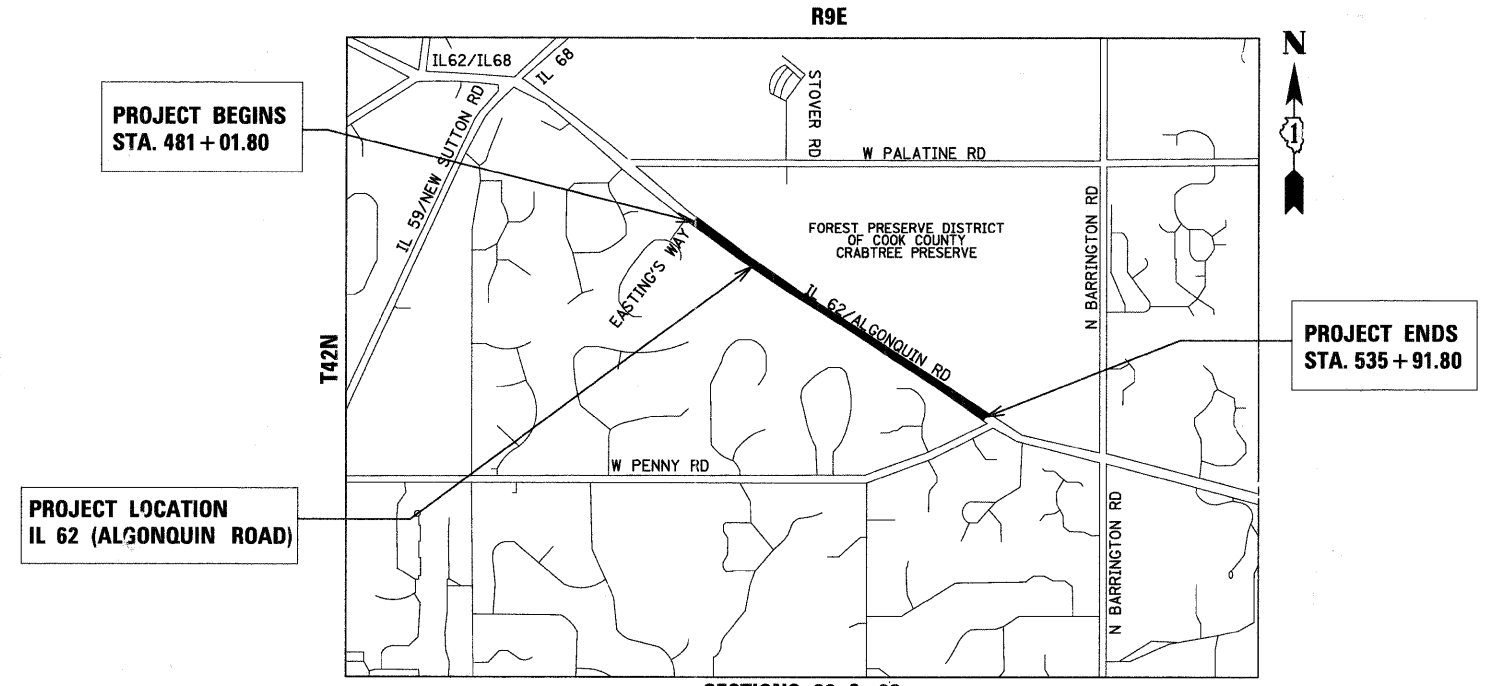 R9E
N
1
IL62/IL68
IL 68
STOVER RD
PROJECT BEGINS
STA. 481+01.80
IL 59/NEW SUTTON RD
W PALATINE RD
N BARRINGTON RD
FOREST PRESERVE DISTRICT
OF COOK COUNTY
CRABTREE PRESERVE
EASTING'S WAY
IL 62/ALGONQUIN RD
T42N
PROJECT ENDS
STA. 535+91.80
W PENNY RD
PROJECT LOCATION
IL 62 (ALGONQUIN ROAD)
N BARRINGTON RD